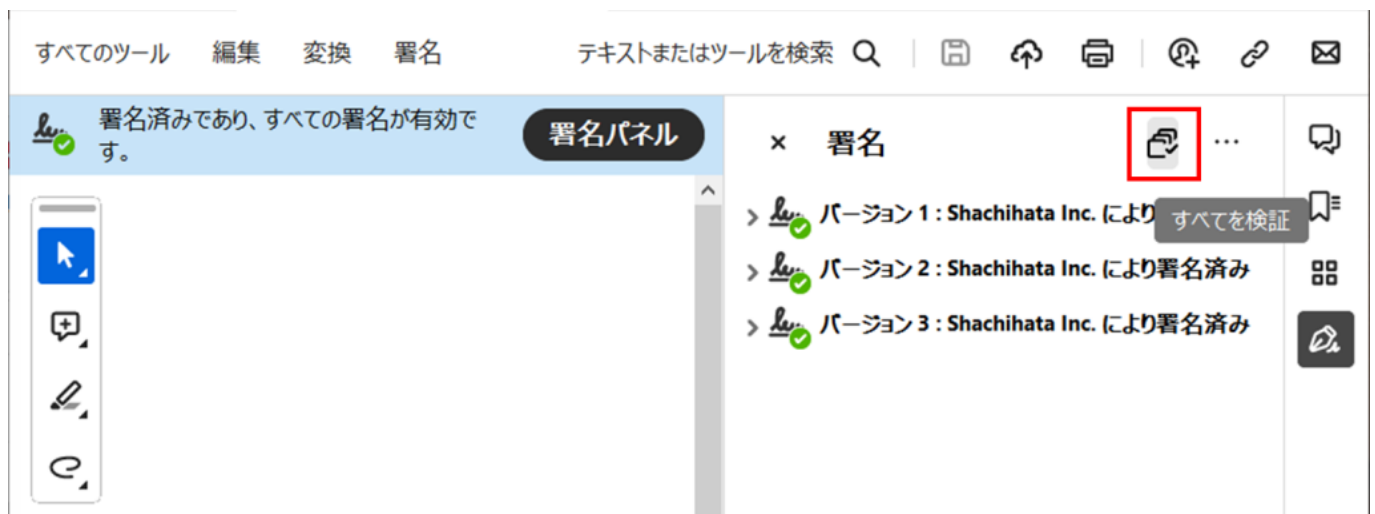 すべてのツール 編集 変換 署名 テキストまたはツールを検索
署名済みであり、すべての署名が有効で
す。
署名パネル
署名
バージョン 1 : Shachihata Inc. により
すべてを検証
バージョン 2 : Shachihata Inc. により署名済み
バージョン 3 : Shachihata Inc. により署名済み